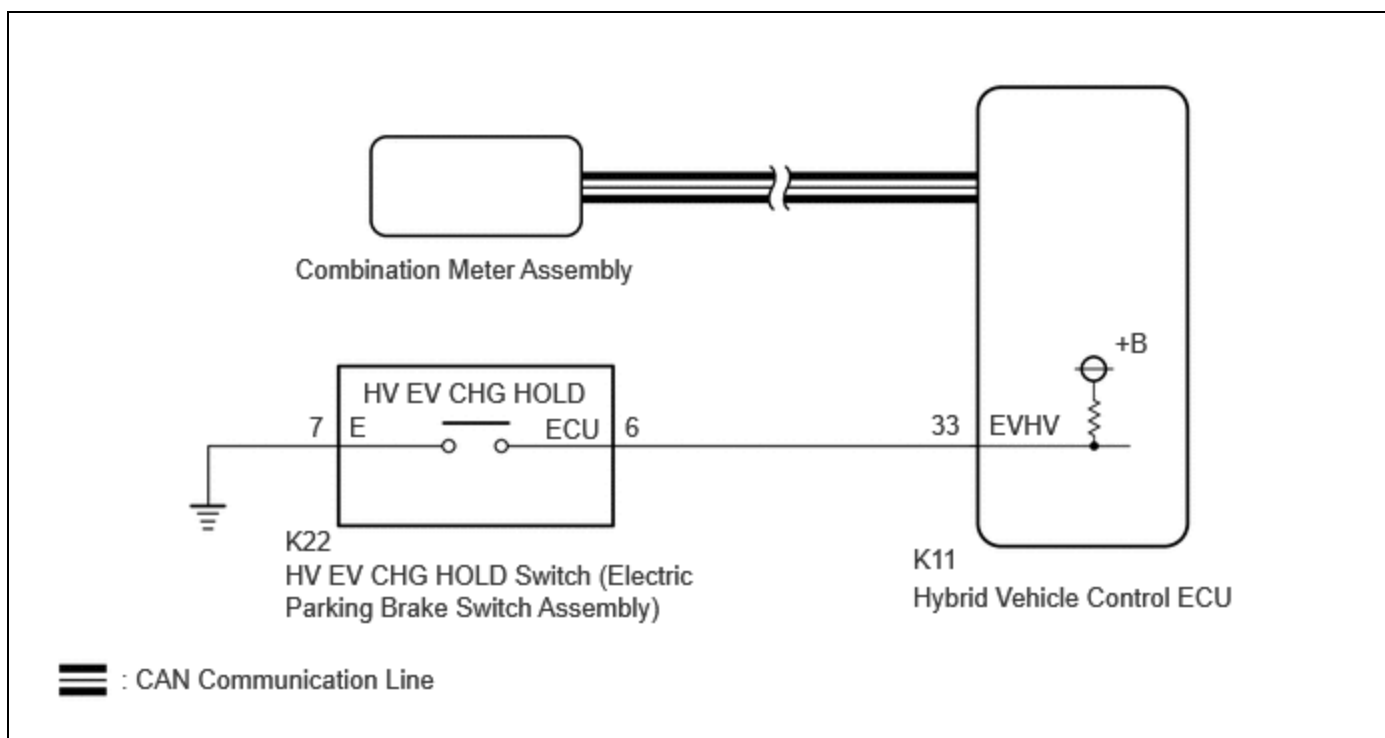 Combination Meter Assembly
+B
HV EV CHG HOLD
7 E ECU 6 33 EVHV
K22
HV EV CHG HOLD Switch (Electric
Parking Brake Switch Assembly)
K11
Hybrid Vehicle Control ECU
: CAN Communication Line